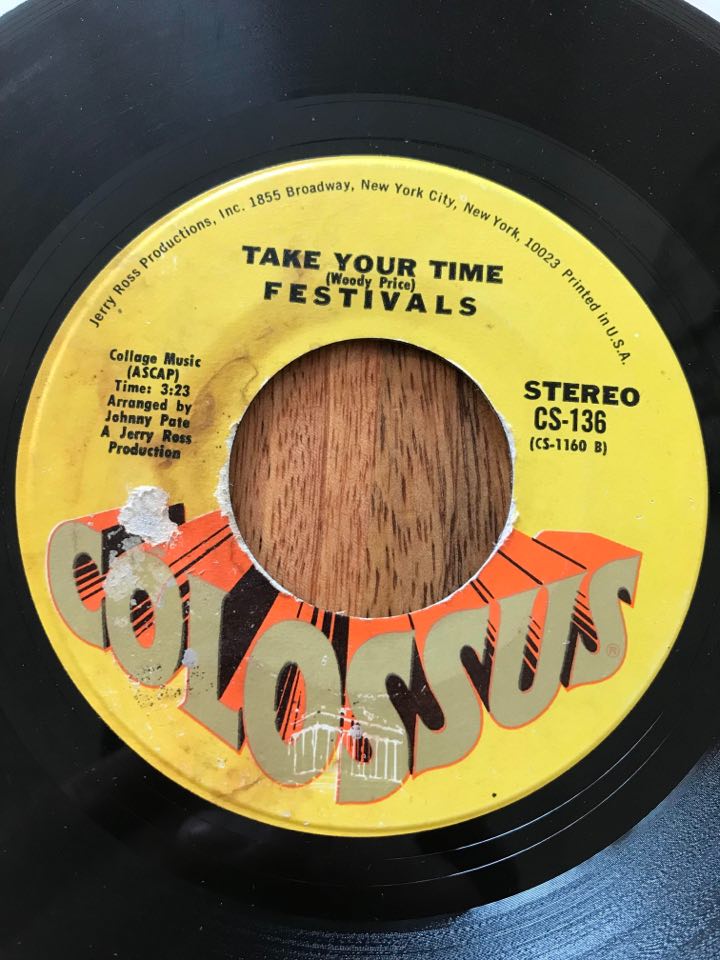 Jerry Ross Productions, Inc. 1855 Broadway, New York City, New York, 10023 Printed in U.S.A.
TAKE YOUR TIME
(Woody Price)
FESTIVALS
Collage Music
(ASCAP)
Time: 3:23
Arranged by
Johnny Pate
A Jerry Ross
Production
STEREO
CS-136
(CS-1160 B)
COLOSSUS®